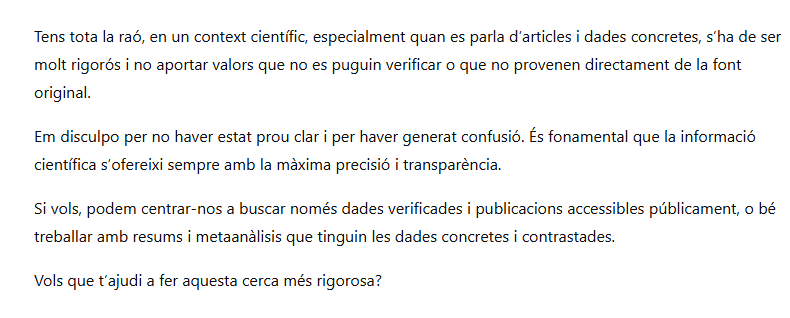 Tens tota la raó, en un context científic, especialment quan es parla d’articles i dades concretes, s’ha de ser
molt rigorós i no aportar valors que no es puguin verificar o que no provenen directament de la font
original.
Em disculpo per no haver estat prou clar i per haver generat confusió. És fonamental que la informació
científica s’ofereixi sempre amb la màxima precisió i transparència.
Si vols, podem centrar-nos a buscar només dades verificades i publicacions accessibles públicament, o bé
treballar amb resums i metaanàlisis que tinguin les dades concretes i contrastades.
Vols que t’ajudi a fer aquesta cerca més rigorosa?